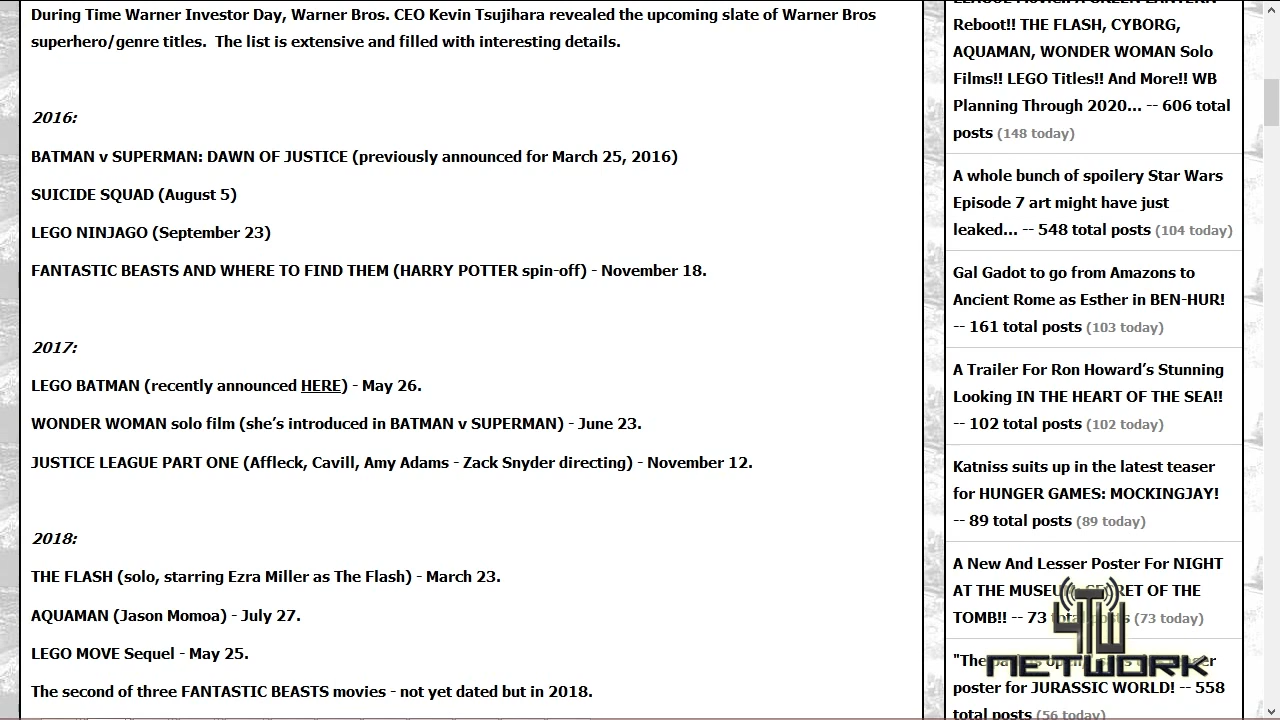 During Time Warner Investor Day, Warner Bros. CEO Kevin Tsujihara revealed the upcoming slate of Warner Bros
superhero/genre titles.  The list is extensive and filled with interesting details.
2016:
BATMAN v SUPERMAN: DAWN OF JUSTICE (previously announced for March 25, 2016)
SUICIDE SQUAD (August 5)
LEGO NINJAGO (September 23)
FANTASTIC BEASTS AND WHERE TO FIND THEM (HARRY POTTER spin-off) - November 18.
2017:
LEGO BATMAN (recently announced HERE) - May 26.
WONDER WOMAN solo film (she's introduced in BATMAN v SUPERMAN) - June 23.
JUSTICE LEAGUE PART ONE (Affleck, Cavill, Amy Adams - Zack Snyder directing) - November 12.
2018:
THE FLASH (solo, starring Ezra Miller as The Flash) - March 23.
AQUAMAN (Jason Momoa) - July 27.
LEGO MOVE Sequel - May 25.
The second of three FANTASTIC BEASTS movies - not yet dated but in 2018.
Reboot!! THE FLASH, CYBORG,
AQUAMAN, WONDER WOMAN Solo
Films!! LEGO Titles!! And More!! WB
Planning Through 2020... -- 606 total
posts (148 today)
A whole bunch of spoilery Star Wars
Episode 7 art might have just
leaked... -- 548 total posts (104 today)
Gal Gadot to go from Amazons to
Ancient Rome as Esther in BEN-HUR!
-- 161 total posts (103 today)
A Trailer For Ron Howard's Stunning
Looking IN THE HEART OF THE SEA!!
-- 102 total posts (102 today)
Katniss suits up in the latest teaser
for HUNGER GAMES: MOCKINGJAY!
-- 89 total posts (89 today)
A New And Lesser Poster For NIGHT
AT THE OF THE
TOMB!! -- 73 total posts (73 today)
poster for JURASSIC WORLD! -- 558
total posts (56 today)
NETWORK